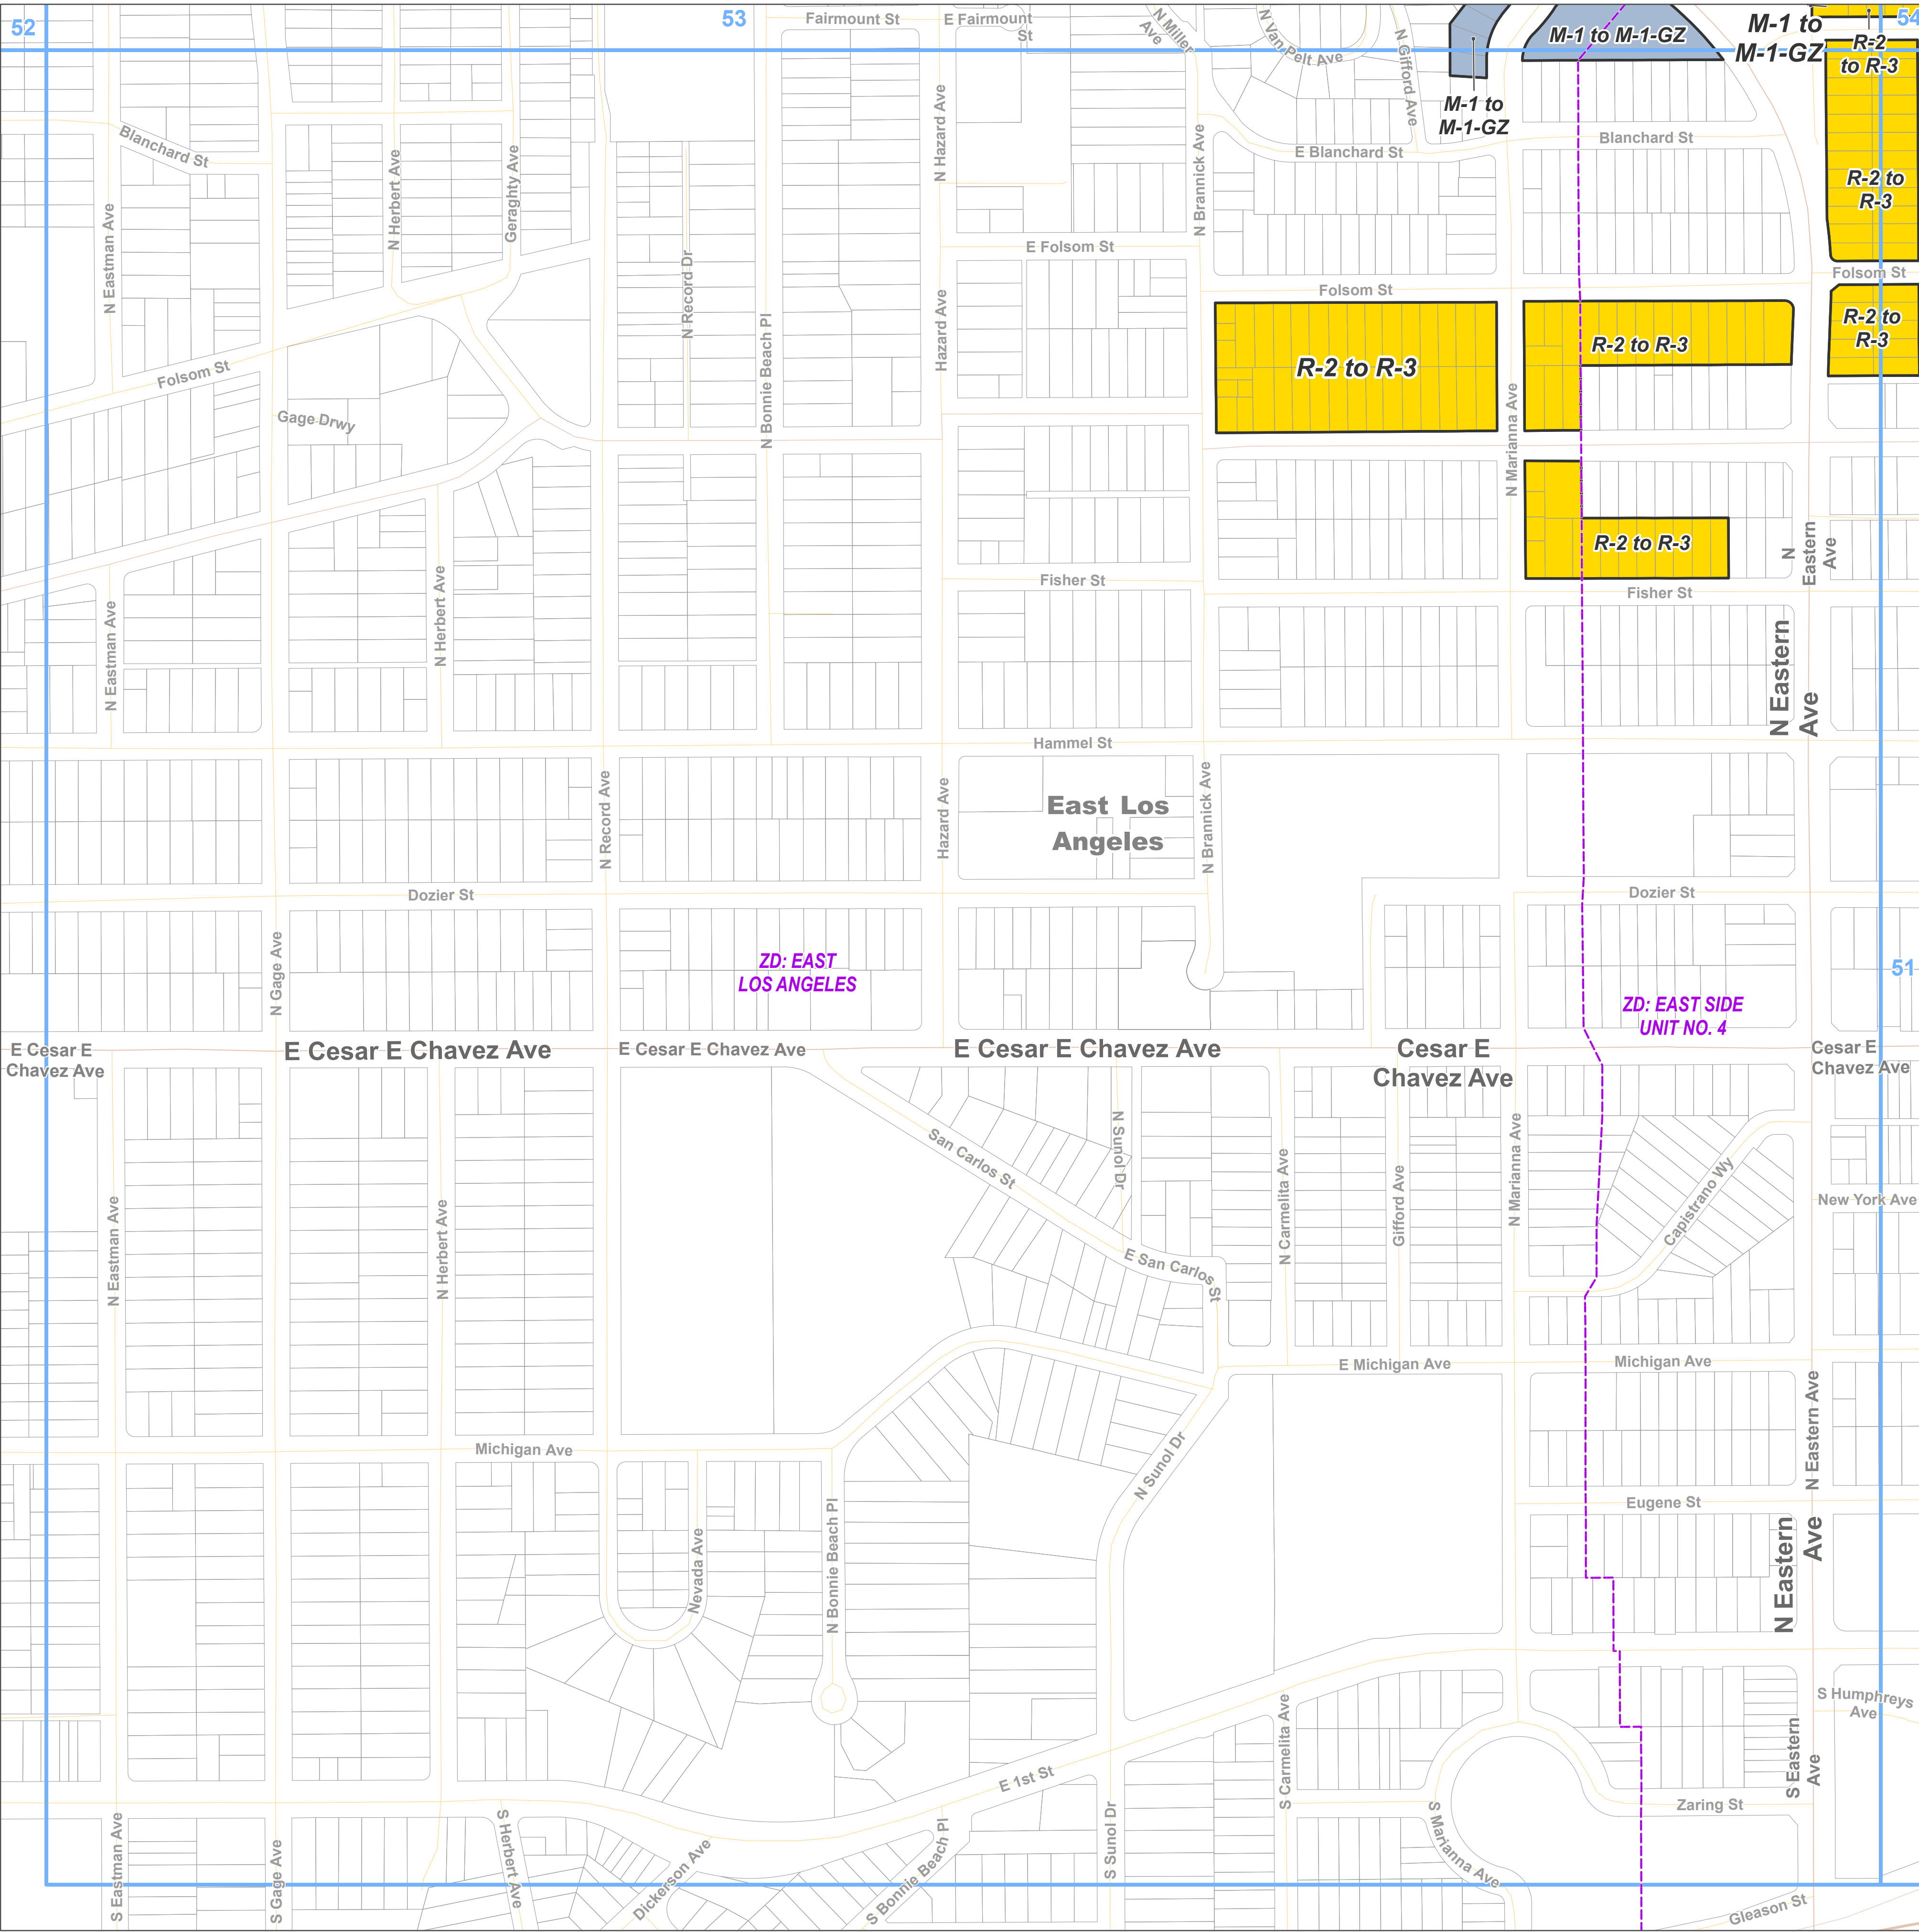 52
53
54
Fairmount St
E Fairmount
St
N Miller
Ave
N Van Pelt Ave
N Gifford Ave
M-1 to M-1-GZ
M-1 to
M-1-GZ
R-2
to R-3
M-1 to
M-1-GZ
Blanchard St
N Herbert Ave
Geraghty Ave
N Hazard Ave
N Brannick Ave
E Blanchard St
Blanchard St
R-2 to
R-3
N Eastman Ave
N Record Dr
E Folsom St
Folsom St
Folsom St
Folsom St
Gage Drwy
N Bonnie Beach Pl
Hazard Ave
R-2 to R-3
R-2 to R-3
R-2 to
R-3
N Marianna Ave
R-2 to R-3
N
Eastern
Ave
N Eastman Ave
N Herbert Ave
Fisher St
Fisher St
N Eastern
Ave
Hammel St
N Record Ave
Hazard Ave
East Los
Angeles
N Brannick Ave
Dozier St
Dozier St
N Gage Ave
ZD: EAST
LOS ANGELES
51
ZD: EAST SIDE
UNIT NO. 4
E Cesar E
Chavez Ave
E Cesar E Chavez Ave
E Cesar E Chavez Ave
E Cesar E Chavez Ave
Cesar E
Chavez Ave
Cesar E
Chavez Ave
San Carlos St
N Sunol Dr
N Eastman Ave
N Herbert Ave
E San Carlos
St
N Carmelita Ave
Gifford Ave
N Marianna Ave
Capistrano Wy
New York Ave
E Michigan Ave
Michigan Ave
Michigan Ave
N Sunol Dr
N Eastern Ave
Eugene St
Nevada Ave
N Bonnie Beach Pl
N Eastern
Ave
S Humphreys
Ave
E 1st St
S Carmelita Ave
S Eastern
Ave
Zaring St
S Eastman Ave
S Gage Ave
S Herbert Ave
Dickerson Ave
S Bonnie Beach Pl
S Sunol Dr
S Marianna Ave
Gleason St